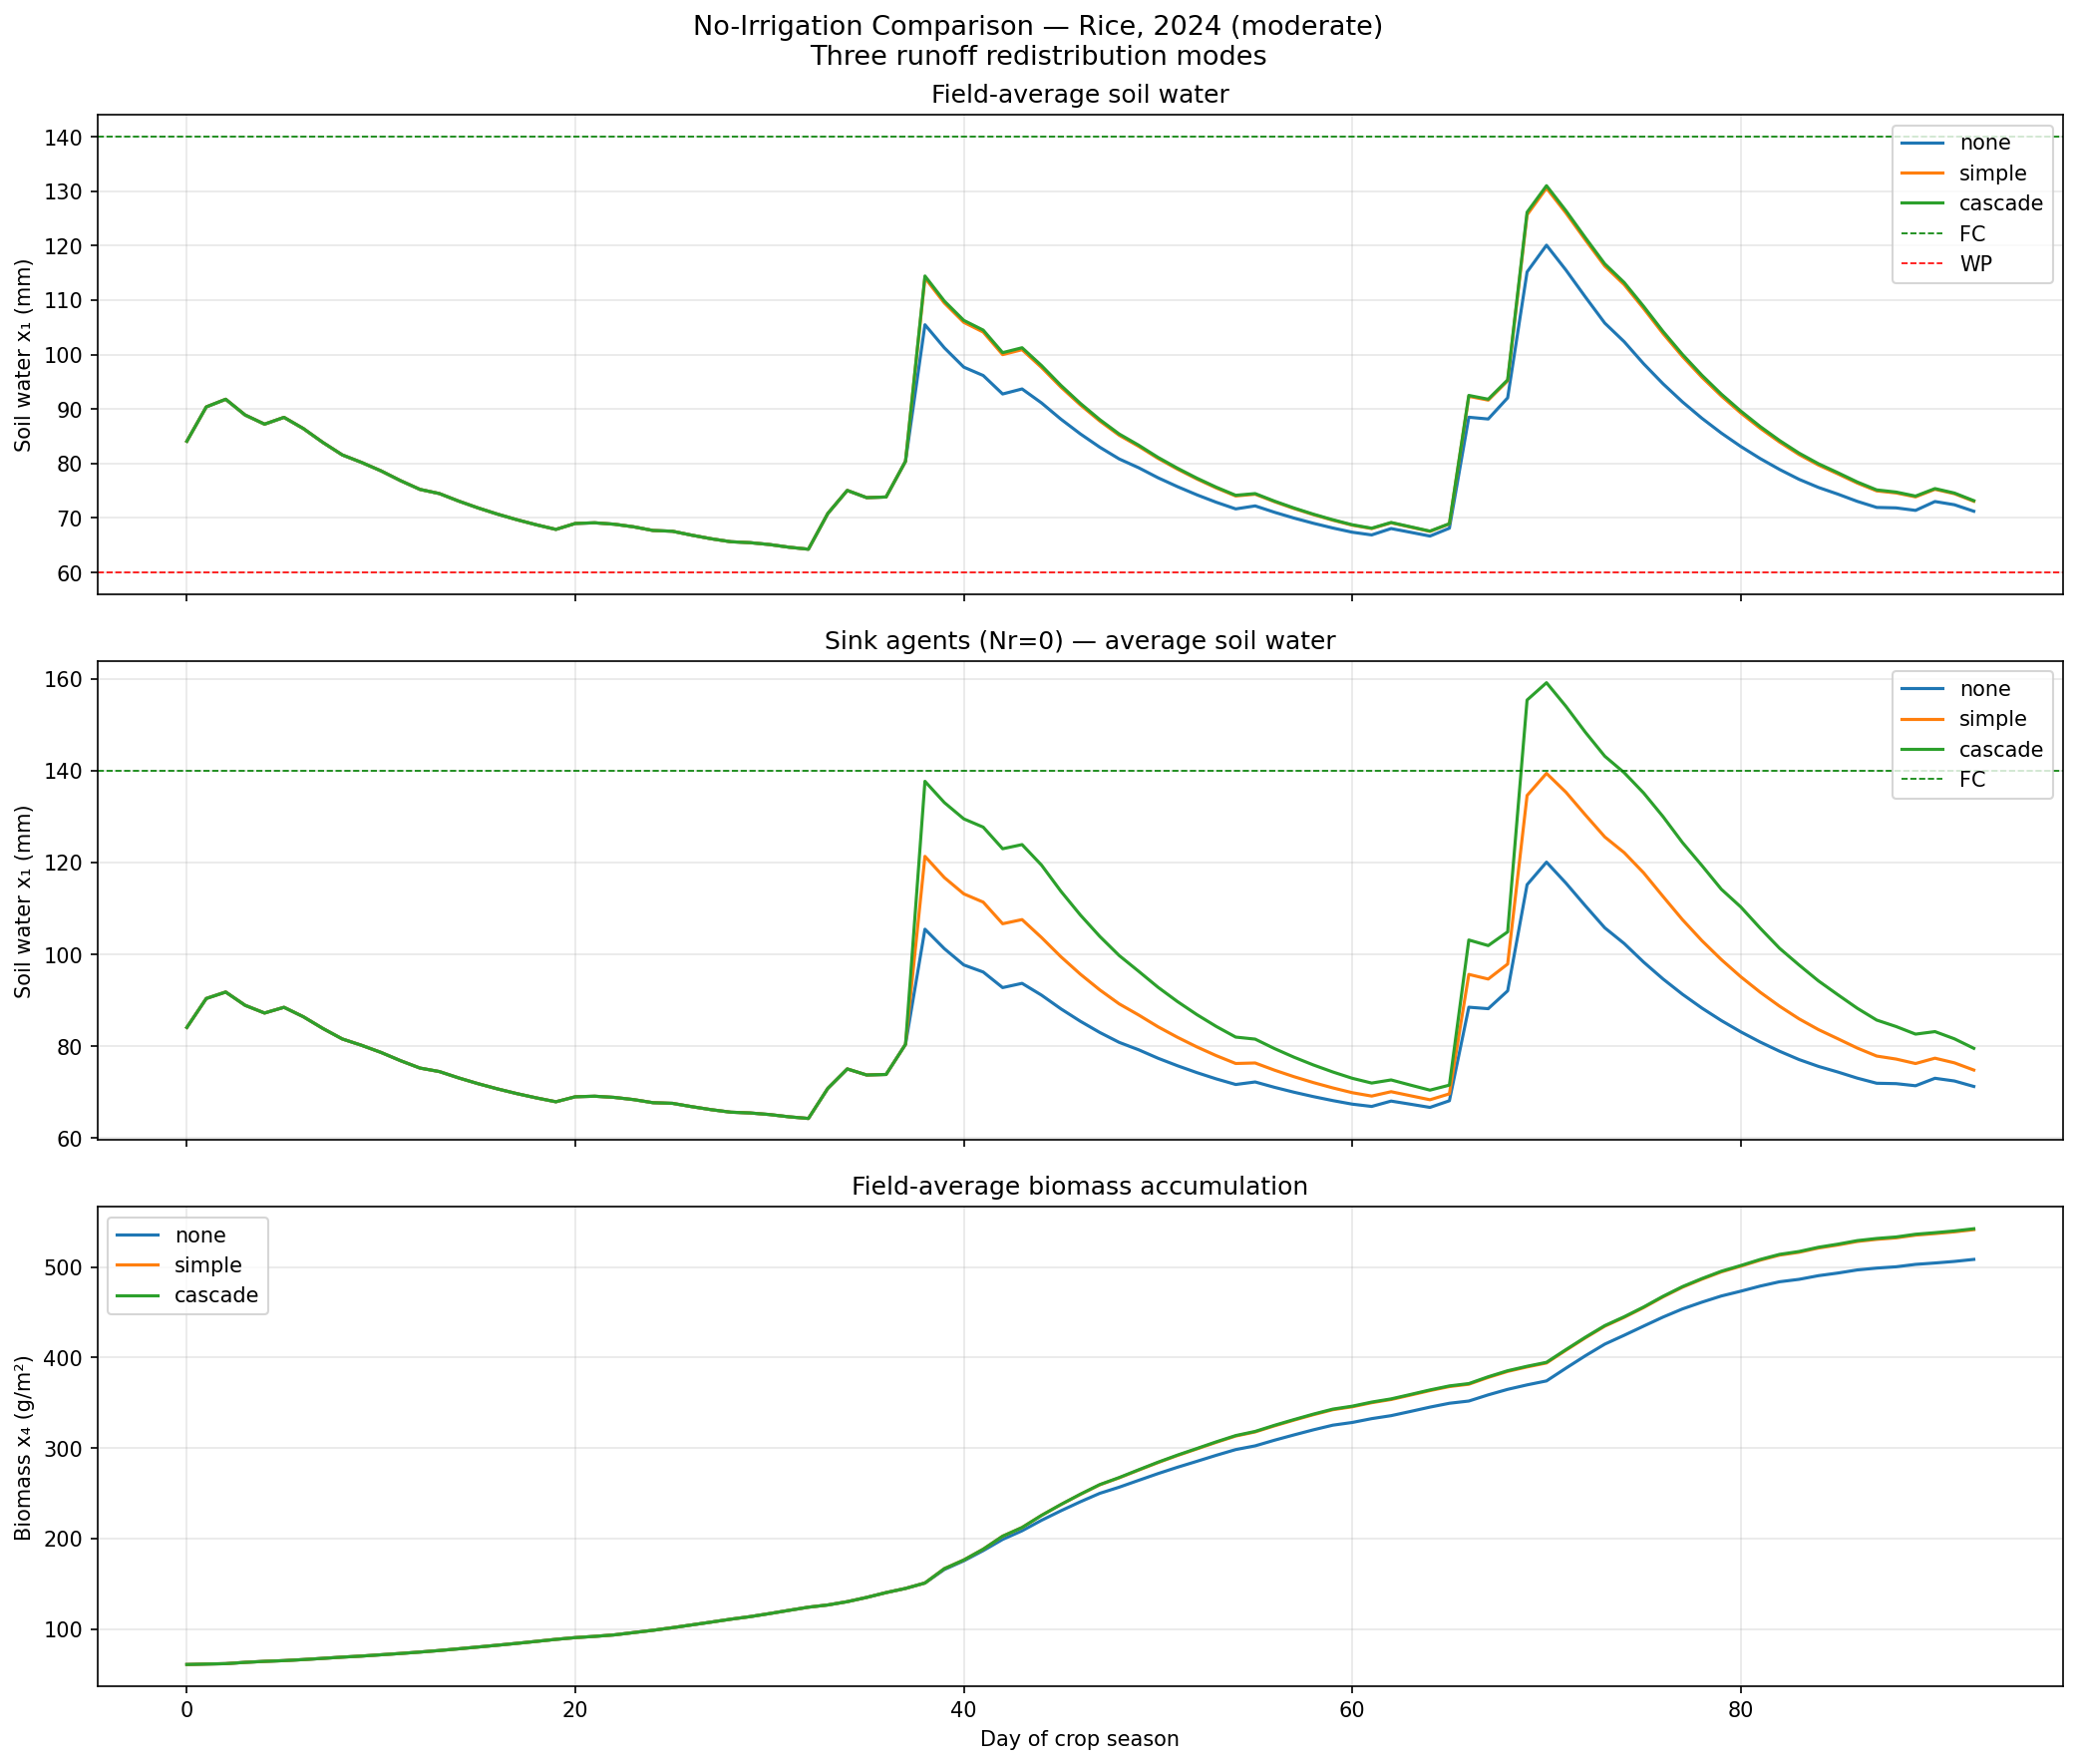 No-Irrigation Comparison — Rice, 2024 (moderate)
Three runoff redistribution modes
Field-average soil water
Soil water x₁ (mm)
140
130
120
110
100
90
80
70
60
none
simple
cascade
FC
WP
Sink agents (Nr=0) — average soil water
Soil water x₁ (mm)
160
140
120
100
80
60
none
simple
cascade
FC
Field-average biomass accumulation
Biomass x₄ (g/m²)
500
400
300
200
100
none
simple
cascade
0
20
40
60
80
Day of crop season